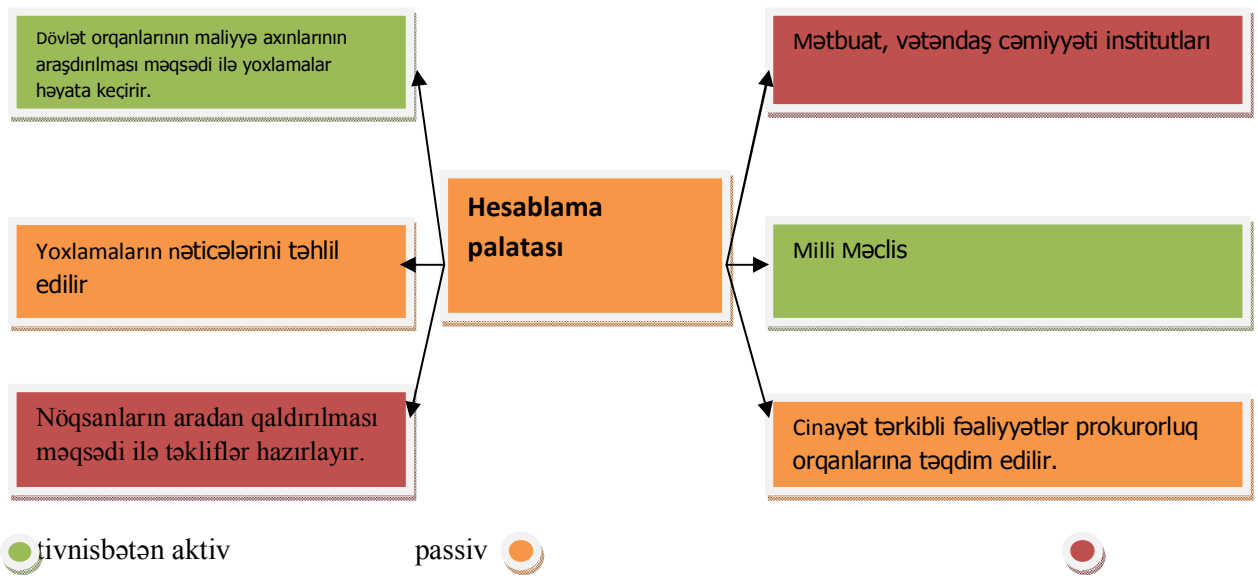 Dövlət orqanlarının maliyyə axınlarının
araşdırılması məqsədi ilə yoxlamalar
həyata keçirir.
Mətbuat, vətəndaş cəmiyyəti institutları
Hesablama
palatası
Yoxlamaların nəticələrini təhlil
edilir
Milli Məclis
Nöqsanların aradan qaldırılması
məqsədi ilə təkliflər hazırlayır.
Cinayət tərkibli fəaliyyətlər prokurorluq
orqanlarına təqdim edilir.
tivnisbətən aktiv passiv